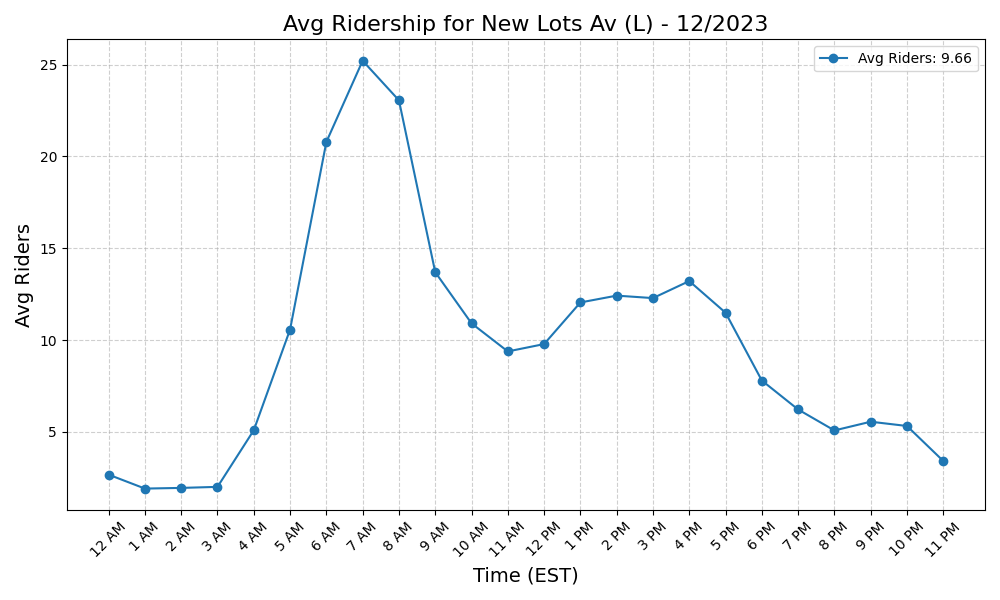 Avg Ridership for New Lots Av (L) - 12/2023
Avg Riders: 9.66
Avg Riders
25
20
15
10
5
12 AM
1 AM
2 AM
3 AM
4 AM
5 AM
6 AM
7 AM
8 AM
9 AM
10 AM
11 AM
12 PM
1 PM
2 PM
3 PM
4 PM
5 PM
6 PM
7 PM
8 PM
9 PM
10 PM
11 PM
Time (EST)